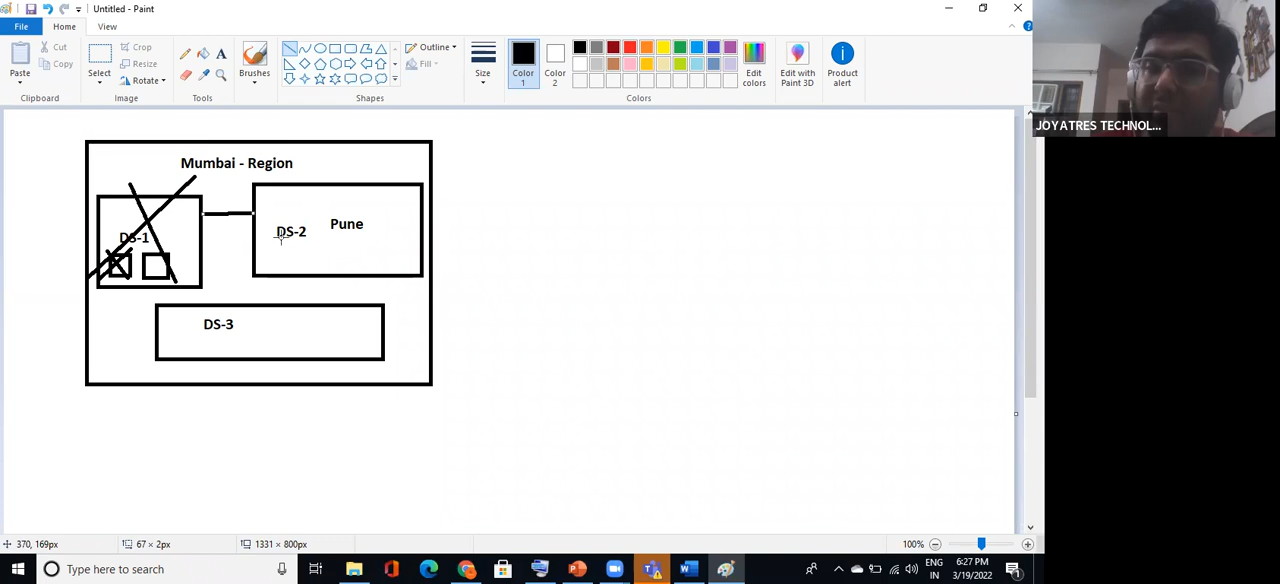 Untitled - Paint
File
Home
View
Paste
Cut
Copy
Clipboard
Select
Crop
Resize
Rotate
Image
Tools
Brushes
Outline
Fill
Shapes
Size
Color
1
Color
2
Colors
Edit
colors
Edit with
Paint 3D
Product
alert
JOYATRES TECHNOL...
Mumbai - Region
DS-1
DS-2
Pune
DS-3
370, 169px
67 × 2px
1331 × 800px
100%
Type here to search
ENG
IN
6:27 PM
3/19/2022
1